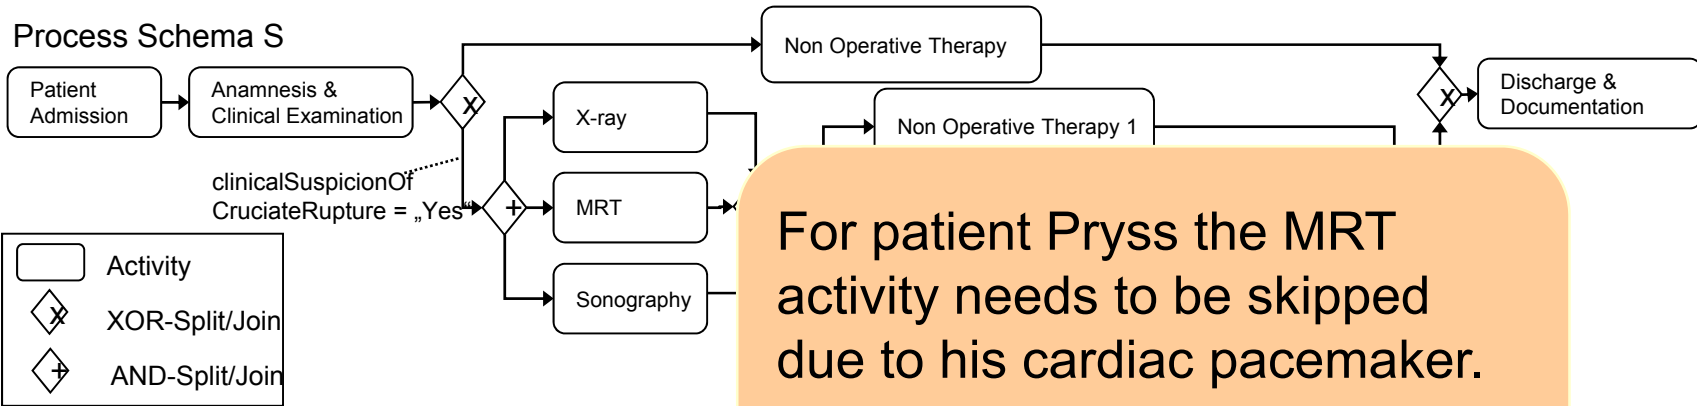 Process Schema S
Patient
Admission
Anamnesis &
Clinical Examination
x
Non Operative Therapy
x
Discharge &
Documentation
X-ray
Non Operative Therapy 1
clinicalSuspicionOf
CruciateRupture = „Yes“
+
MRT
Sonography
Activity
x
XOR-Split/Join
+
AND-Split/Join
For patient Pryss the MRT
activity needs to be skipped
due to his cardiac pacemaker.